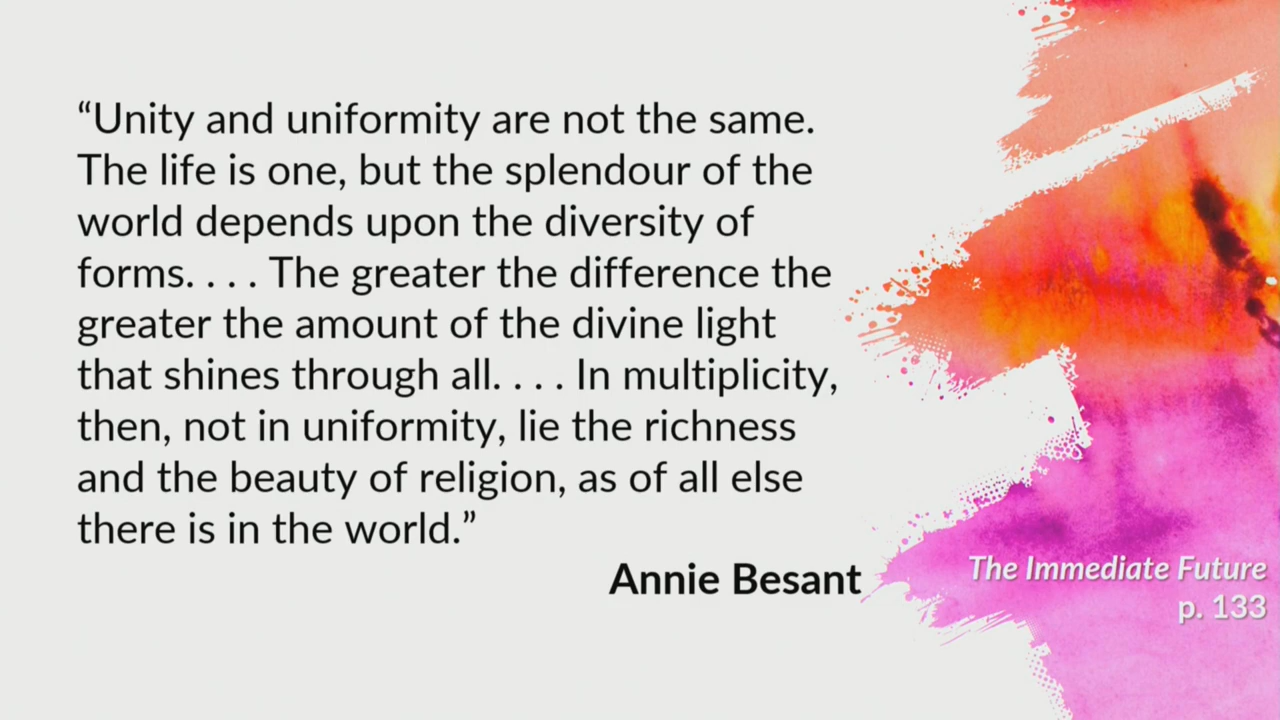 “Unity and uniformity are not the same.
The life is one, but the splendour of the
world depends upon the diversity of
forms. . . . The greater the difference the
greater the amount of the divine light
that shines through all. . . . In multiplicity,
then, not in uniformity, lie the richness
and the beauty of religion, as of all else
there is in the world.”
Annie Besant
The Immediate Future
p. 133